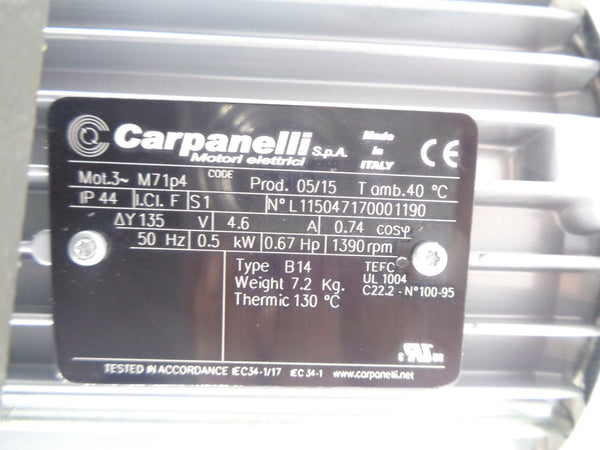 Carpanelli S.p.A.
Motori elettrici
Made
in
ITALY
CE
Mot.3~ M71p4 CODE Prod. 05/15 T amb.40 °C
IP 44 I.Cl. F S1 N° L115047170001190
ΔY 135 V 4.6 A 0.74 cosφ
50 Hz 0.5 kW 0.67 Hp 1390 rpm
Type B14
Weight 7.2 Kg.
Thermic 130 °C
TEFC
UL 1004
C22.2 - N°100-95
c RU us
TESTED IN ACCORDANCE IEC34-1/17 IEC 34-1 www.carpanelli.net